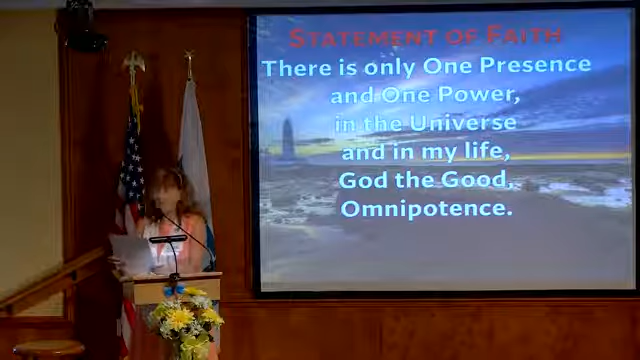 STATEMENT OF FAITH
There is only One Presence
and One Power,
in the Universe
and in my life,
God the Good,
Omnipotence.